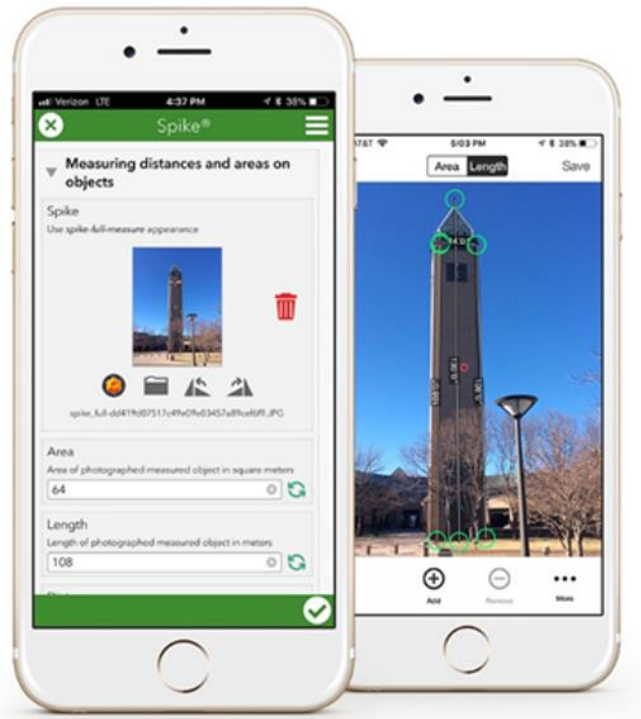 Verizon LTE 4:37 PM 38%
Spike®
Measuring distances and areas on
objects
Spike
Use spike-full-measure appearance
Area
Area of photographed measured object in square meters
64
Length
Length of photographed measured object in meters
108
AT&T 5:03 PM 38%
Area Length Save
Add Remove More